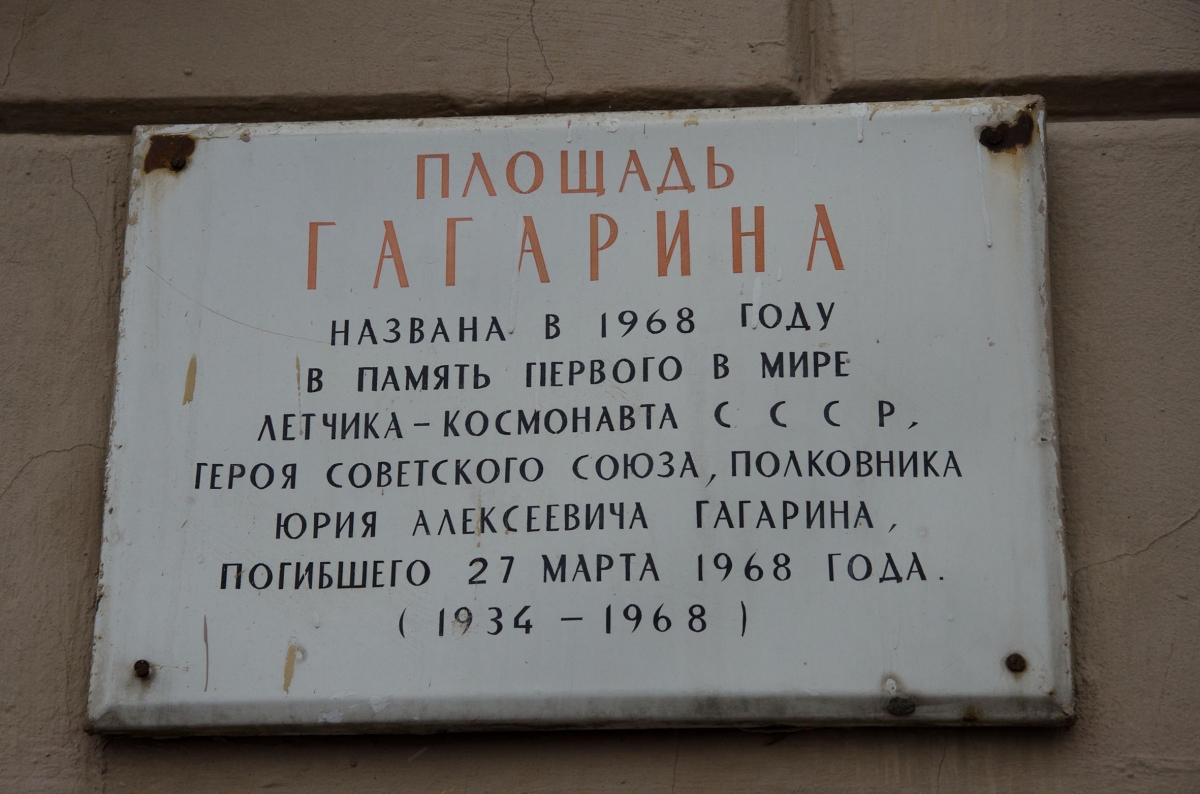 ПЛОЩАДЬ
ГАГАРИНА
НАЗВАНА В 1968 ГОДУ
В ПАМЯТЬ ПЕРВОГО В МИРЕ
ЛЕТЧИКА – КОСМОНАВТА С С С Р,
ГЕРОЯ СОВЕТСКОГО СОЮЗА, ПОЛКОВНИКА
ЮРИЯ АЛЕКСЕЕВИЧА ГАГАРИНА,
ПОГИБШЕГО 27 МАРТА 1968 ГОДА.
( 1934 – 1968 )